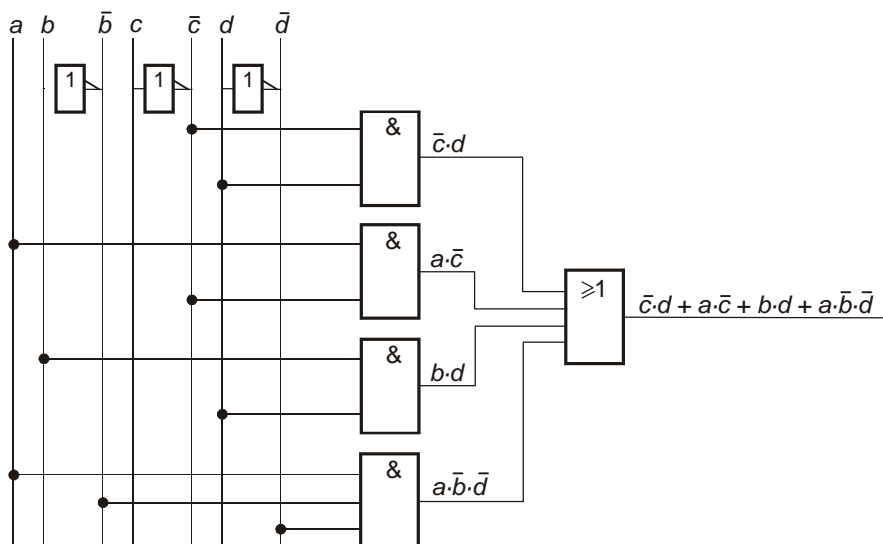 a b b̄ c c̄ d d̄
1 1 1
&
c̄·d
&
a·c̄
≥1
c̄·d + a·c̄ + b·d + a·b̄·d̄
&
b·d
&
a·b̄·d̄